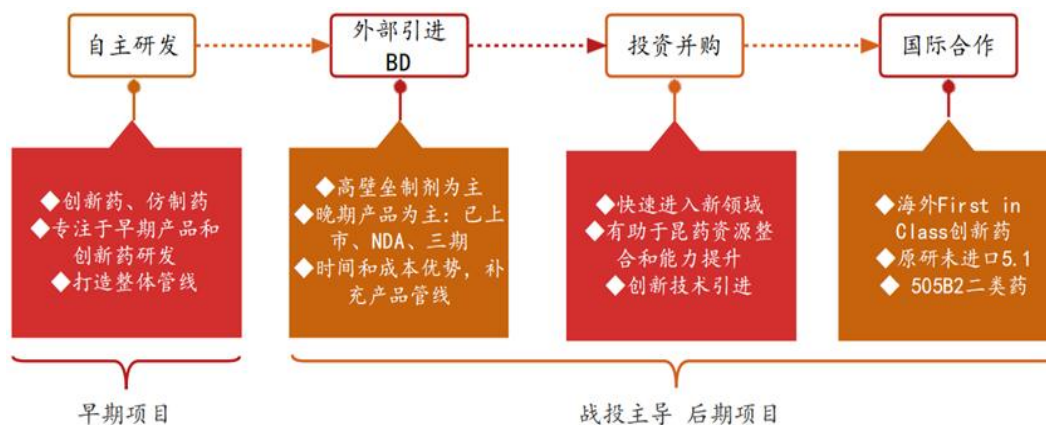 自主研发
外部引进
BD
投资并购
国际合作
◆创新药、仿制药
◆专注于早期产品和
创新药研发
◆打造整体管线
◆高壁垒制剂为主
◆晚期产品为主：已上
市、NDA、三期
◆时间和成本优势，补
充产品管线
◆快速进入新领域
◆有助于昆药资源整
合和能力提升
◆创新技术引进
◆海外First in
Class创新药
◆原研未进口5.1
◆ 505B2二类药
早期项目
战投主导 后期项目